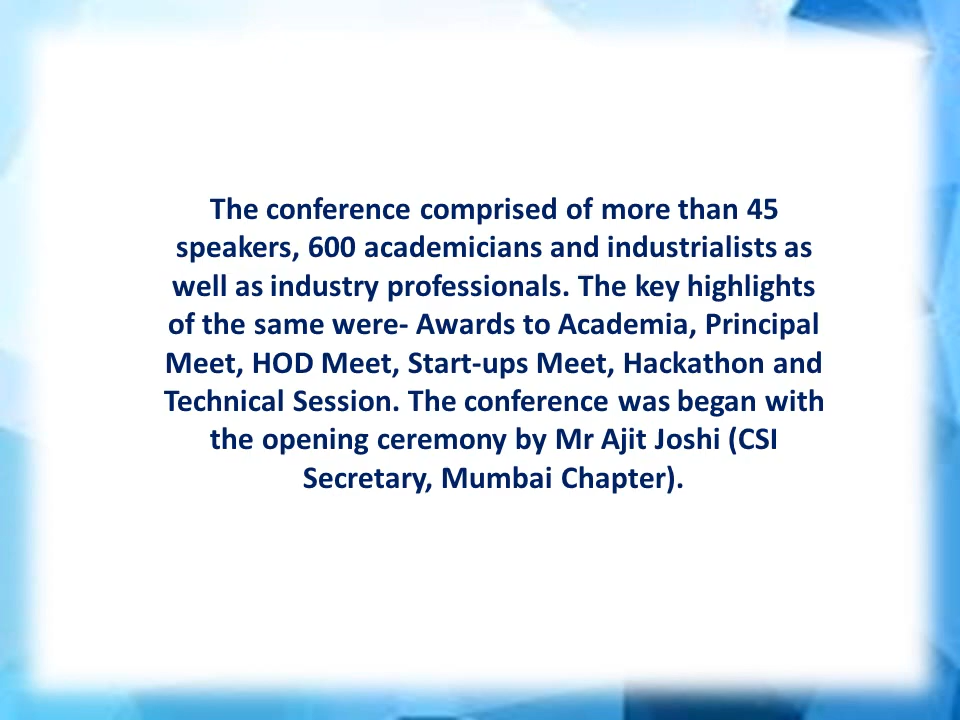 The conference comprised of more than 45
speakers, 600 academicians and industrialists as
well as industry professionals. The key highlights
of the same were- Awards to Academia, Principal
Meet, HOD Meet, Start-ups Meet, Hackathon and
Technical Session. The conference was began with
the opening ceremony by Mr Ajit Joshi (CSI
Secretary, Mumbai Chapter).